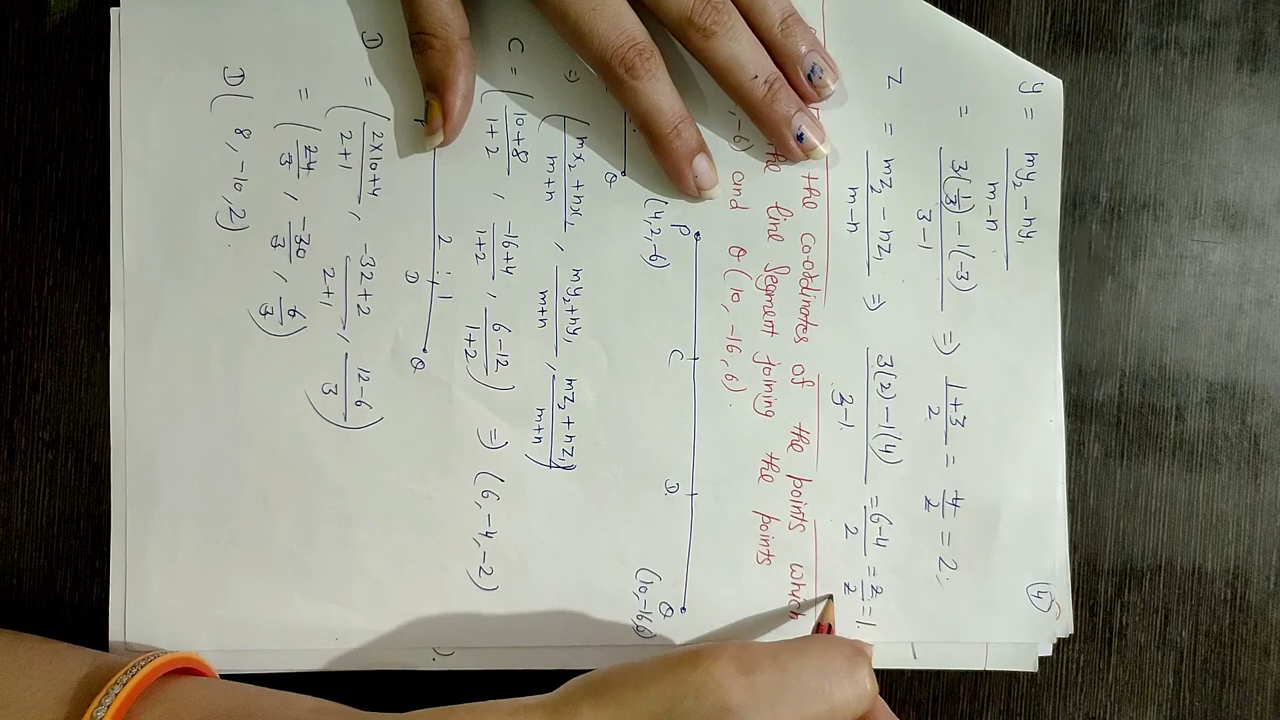 y = my₂ - ny₁ / m-n (4)
= 3(1/3) - 1(-3) / 3-1 ⇒ 1+3 / 2 = 4/2 = 2.
z = mz₂ - nz₁ / m-n ⇒ 3(2) - 1(4) / 3-1 = 6-4 / 2 = 2/2 = 1.
the co-ordinates of the points which
the line Segment joining the points
, -6) and Q (10, -16, 6).
P C D Q
(4, 2, -6) (10, -16, 6)
Q
⇒ ( mx₂ + nx₁ / m+n , my₂ + ny₁ / m+n , mz₂ + nz₁ / m+n )
C = ( 10+8 / 1+2 , -16+4 / 1+2 , 6-12 / 1+2 ) ⇒ (6, -4, -2)
2 : 1
D Q
D = ( 2x10+4 / 2+1 , -32+2 / 2+1 , 12-6 / 3 )
= ( 24/3 , -30/3 , 6/3 )
D( 8, -10, 2).